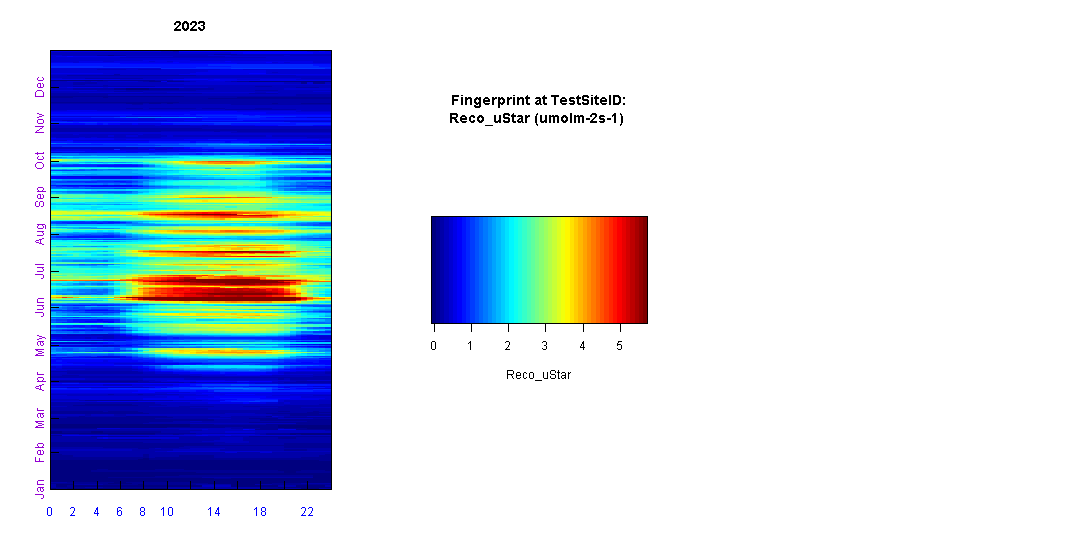 2023
Dec
Nov
Oct
Sep
Aug
Jul
Jun
May
Apr
Mar
Feb
Jan
0 2 4 6 8 10 14 18 22
Fingerprint at TestSiteID:
Reco_uStar (umolm-2s-1)
0 1 2 3 4 5
Reco_uStar